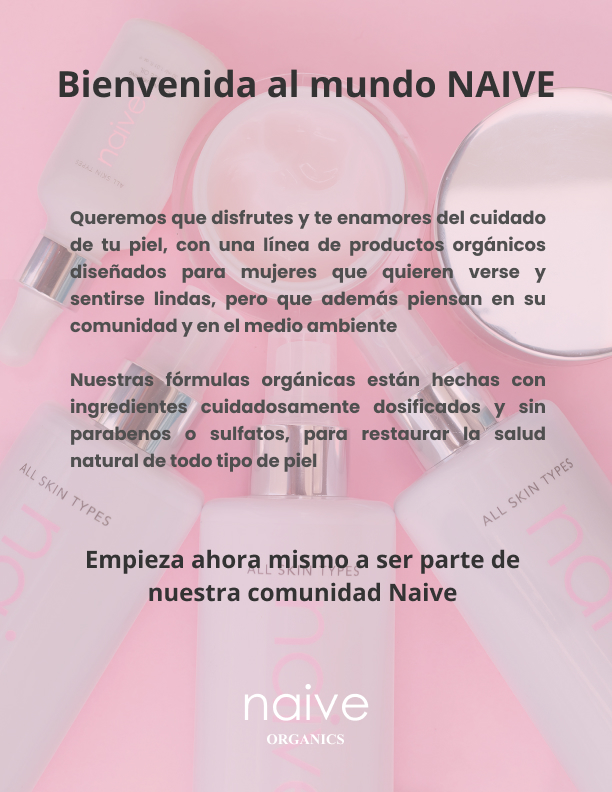 Bienvenida al mundo NAIVE
naive
ALL SKIN TYPES
Queremos que disfrutes y te enamores del cuidado
de tu piel, con una línea de productos orgánicos
diseñados para mujeres que quieren verse y
sentirse lindas, pero que además piensan en su
comunidad y en el medio ambiente
Nuestras fórmulas orgánicas están hechas con
ingredientes cuidadosamente dosificados y sin
parabenos o sulfatos, para restaurar la salud
natural de todo tipo de piel
ALL SKIN TYPES
ALL SKIN TYPES
Empieza ahora mismo a ser parte de
ALL SKIN TYPES
nuestra comunidad Naive
naive
ORGANICS